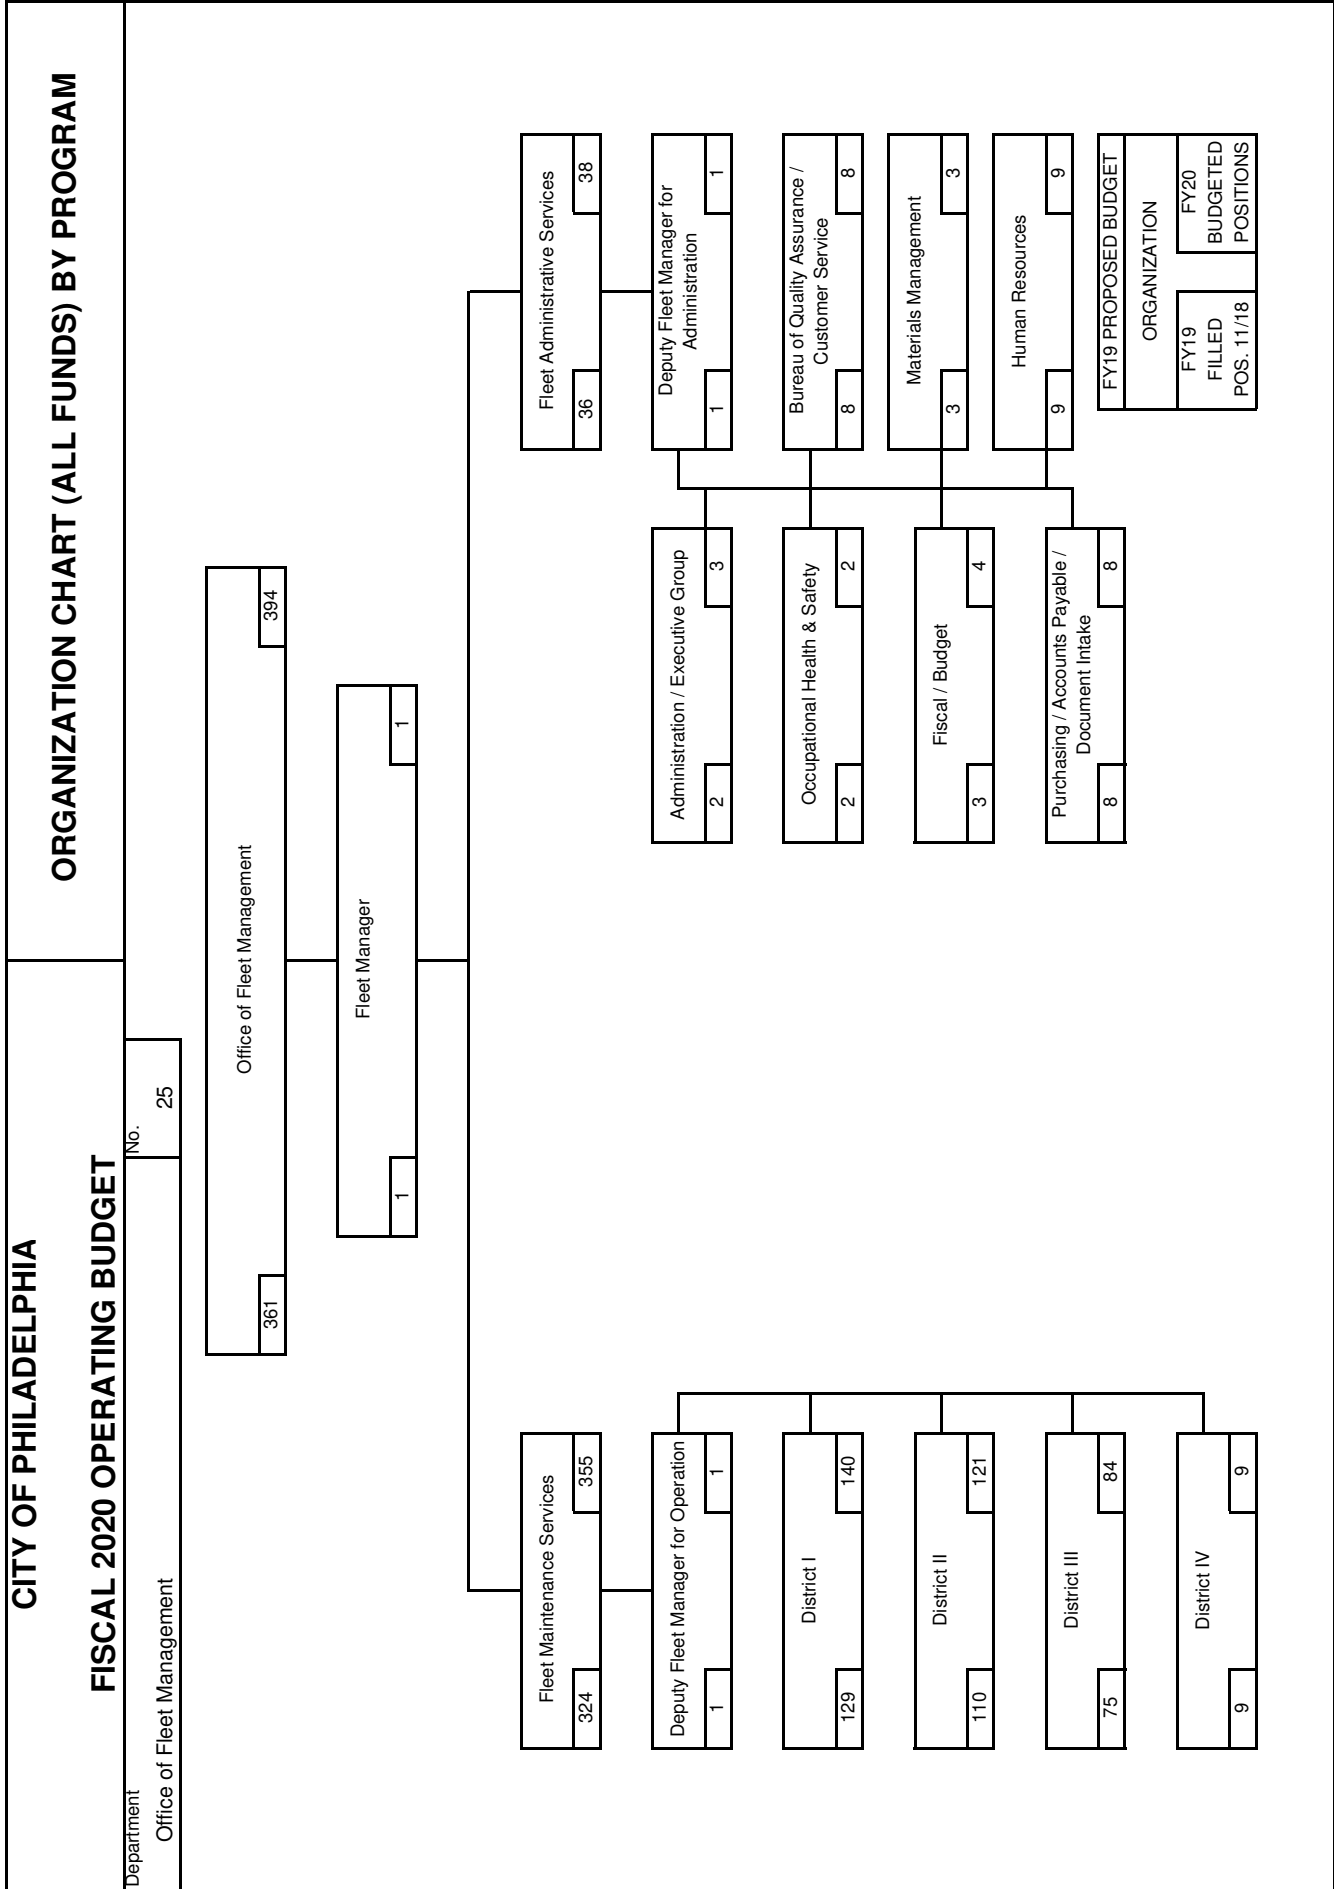 CITY OF PHILADELPHIA
FISCAL 2020 OPERATING BUDGET
ORGANIZATION CHART (ALL FUNDS) BY PROGRAM
Department
Office of Fleet Management
No.
25
Office of Fleet Management
361
394
Fleet Manager
1
1
Fleet Maintenance Services
324
355
Fleet Administrative Services
36
38
Deputy Fleet Manager for Operation
1
1
District I
129
140
District II
110
121
District III
75
84
District IV
9
9
Administration / Executive Group
2
3
Occupational Health & Safety
2
2
Fiscal / Budget
3
4
Purchasing / Accounts Payable /
Document Intake
8
8
Deputy Fleet Manager for
Administration
1
1
Bureau of Quality Assurance /
Customer Service
8
8
Materials Management
3
3
Human Resources
9
9
FY19 PROPOSED BUDGET
ORGANIZATION
FY19
FILLED
POS. 11/18
FY20
BUDGETED
POSITIONS